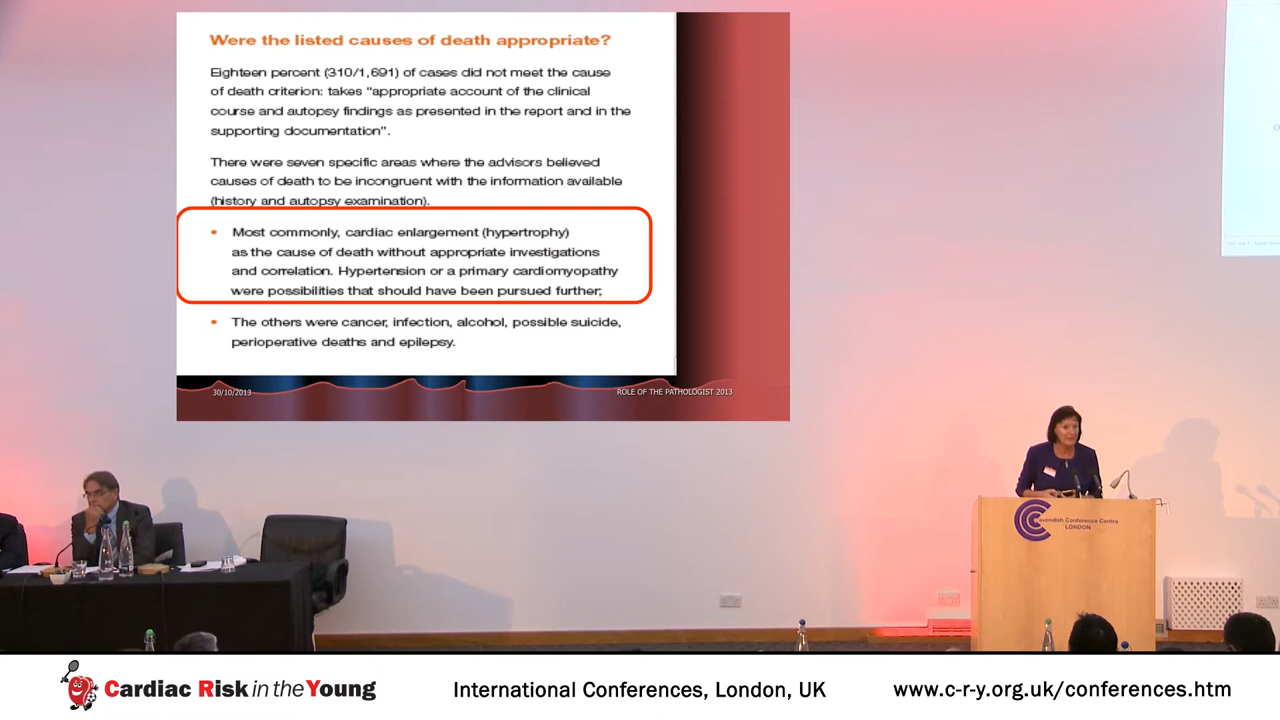 Were the listed causes of death appropriate?
Eighteen percent (310/1,691) of cases did not meet the cause
of death criterion: takes "appropriate account of the clinical
course and autopsy findings as presented in the report and in the
supporting documentation".
There were seven specific areas where the advisors believed
causes of death to be incongruent with the information available
(history and autopsy examination).
• Most commonly, cardiac enlargement (hypertrophy)
as the cause of death without appropriate investigations
and correlation. Hypertension or a primary cardiomyopathy
were possibilities that should have been pursued further;
• The others were cancer, infection, alcohol, possible suicide,
perioperative deaths and epilepsy.
30/10/2013
ROLE OF THE PATHOLOGIST 2013
Cavendish Conference Centre
LONDON
Cardiac Risk in the Young
International Conferences, London, UK
www.c-r-y.org.uk/conferences.htm